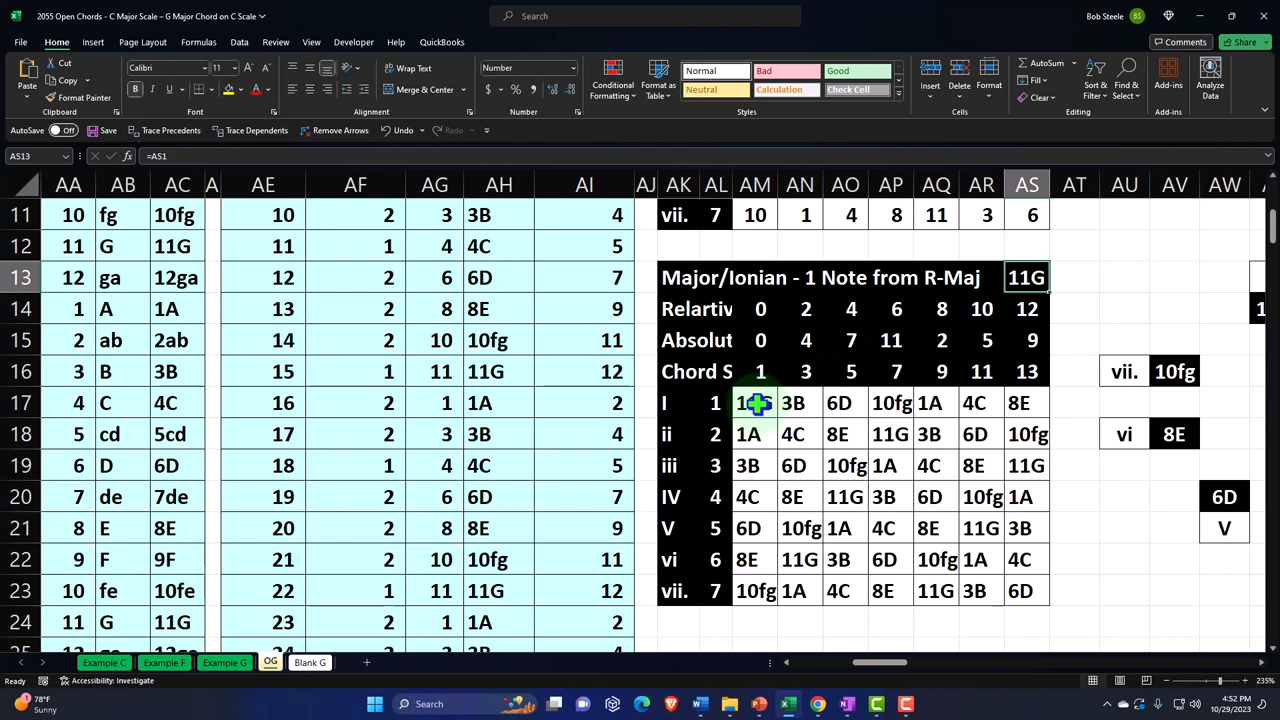 2055 Open Chords - C Major Scale – G Major Chord on C Scale
Search
Bob Steele BS
File Home Insert Page Layout Formulas Data Review View Developer Help QuickBooks Comments Share
Cut
Copy
Format Painter
Paste
Clipboard
Calibri 11
Font
Wrap Text
Merge & Center
Alignment
Number
Number
Conditional Formatting
Format as Table
Normal Bad Good
Neutral Calculation Check Cell
Styles
Insert Delete Format
Cells
AutoSum
Fill
Clear
Sort & Filter
Find & Select
Editing
Add-ins
Add-ins
Analyze Data
AutoSave Off Save Trace Precedents Trace Dependents Remove Arrows Undo
AS13 fx =AS1
AA AB AC A AE AF AG AH AI AJ AK AL AM AN AO AP AQ AR AS AT AU AV AW
11 10 fg 10fg 10 2 3 3B 4 vii. 7 10 1 4 8 11 3 6
12 11 G 11G 11 1 4 4C 5
13 12 ga 12ga 12 2 6 6D 7 Major/Ionian - 1 Note from R-Maj 11G
14 1 A 1A 13 2 8 8E 9 Relartiv 0 2 4 6 8 10 12
15 2 ab 2ab 14 2 10 10fg 11 Absolut 0 4 7 11 2 5 9
16 3 B 3B 15 1 11 11G 12 Chord S 1 3 5 7 9 11 13 vii. 10fg
17 4 C 4C 16 2 1 1A 2 I 1 3B 6D 10fg 1A 4C 8E
18 5 cd 5cd 17 2 3 3B 4 ii 2 1A 4C 8E 11G 3B 6D 10fg vi 8E
19 6 D 6D 18 1 4 4C 5 iii 3 3B 6D 10fg 1A 4C 8E 11G
20 7 de 7de 19 2 6 6D 7 IV 4 4C 8E 11G 3B 6D 10fg 1A 6D
21 8 E 8E 20 2 8 8E 9 V 5 6D 10fg 1A 4C 8E 11G 3B V
22 9 F 9F 21 2 10 10fg 11 vi 6 8E 11G 3B 6D 10fg 1A 4C
23 10 fe 10fe 22 1 11 11G 12 vii. 7 10fg 1A 4C 8E 11G 3B 6D
24 11 G 11G 23 2 1 1A 2
Example C Example F Example G OG Blank G
Ready Accessibility: Investigate 235%
78°F
Sunny
Search
4:52 PM
10/29/2023